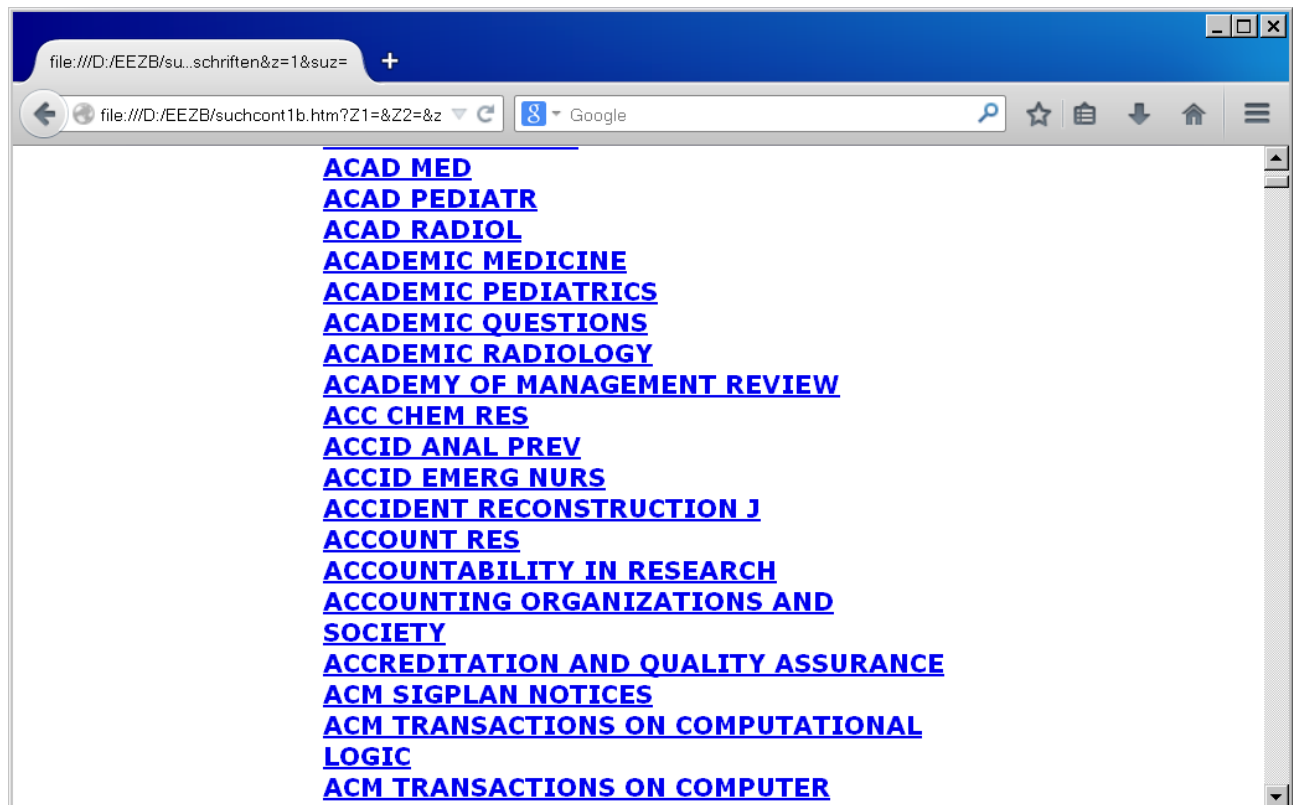 file:///D:/EEZB/su...schriften&z=1&suz=
file:///D:/EEZB/suchcont1b.htm?Z1=&Z2=&z
Google
ACAD MED
ACAD PEDIATR
ACAD RADIOL
ACADEMIC MEDICINE
ACADEMIC PEDIATRICS
ACADEMIC QUESTIONS
ACADEMIC RADIOLOGY
ACADEMY OF MANAGEMENT REVIEW
ACC CHEM RES
ACCID ANAL PREV
ACCID EMERG NURS
ACCIDENT RECONSTRUCTION J
ACCOUNT RES
ACCOUNTABILITY IN RESEARCH
ACCOUNTING ORGANIZATIONS AND
SOCIETY
ACCREDITATION AND QUALITY ASSURANCE
ACM SIGPLAN NOTICES
ACM TRANSACTIONS ON COMPUTATIONAL
LOGIC
ACM TRANSACTIONS ON COMPUTER